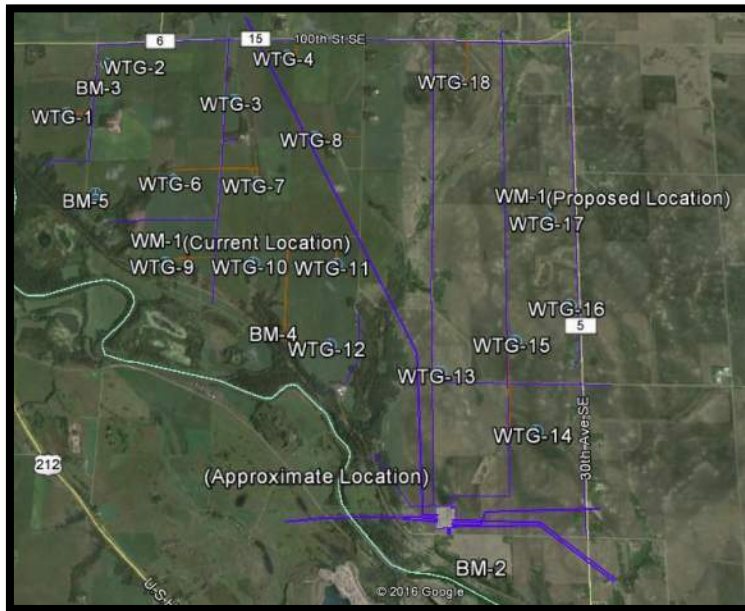 6
15
100th St SE
WTG-2
WTG-4
BM-3
WTG-18
WTG-1
WTG-3
WTG-8
WTG-6
WTG-7
BM-5
WM-1(Proposed Location)
WTG-17
WM-1(Current Location)
WTG-9
WTG-10
WTG-11
WTG-16
5
BM-4
WTG-12
WTG-15
WTG-13
30th Ave SE
WTG-14
212
(Approximate Location)
BM-2
U.S
© 2016 Google